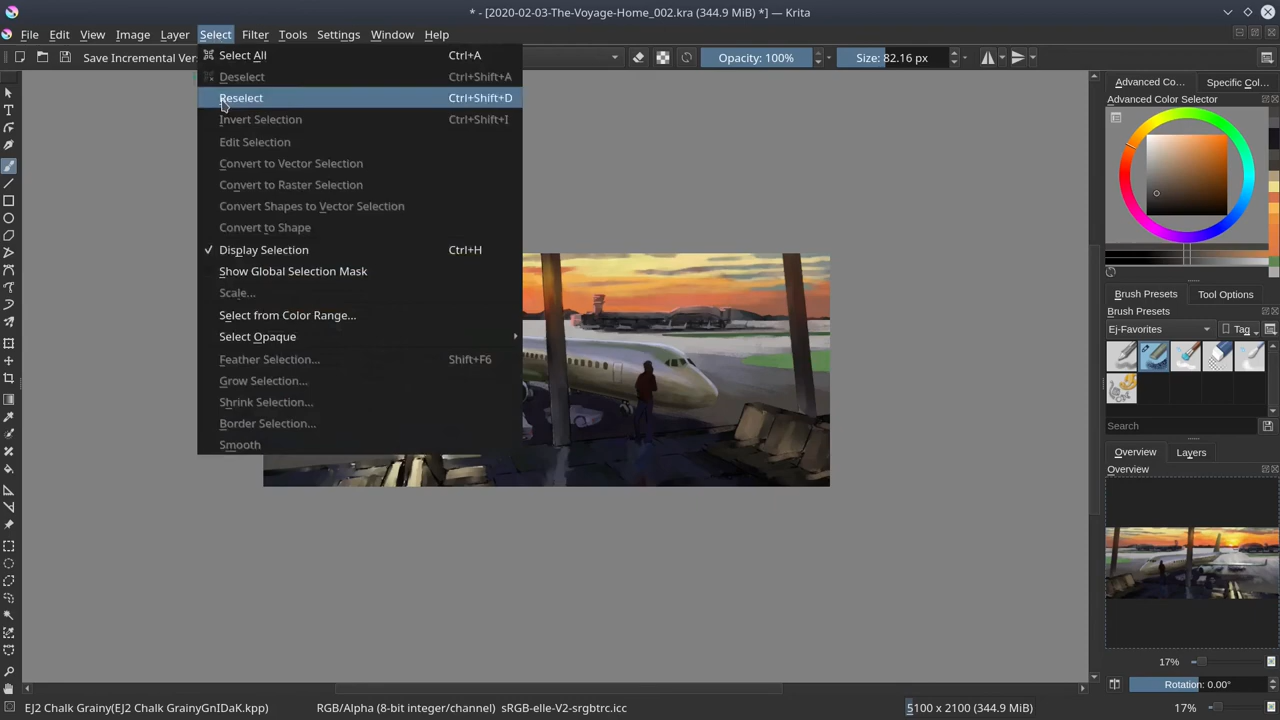 * - [2020-02-03-The-Voyage-Home_002.kra (344.9 MiB) *] — Krita
File Edit View Image Layer Select Filter Tools Settings Window Help
Save Incremental Ver Opacity: 100% Size: 82.16 px
Select All Ctrl+A
Deselect Ctrl+Shift+A
Reselect Ctrl+Shift+D
Invert Selection Ctrl+Shift+I
Edit Selection
Convert to Vector Selection
Convert to Raster Selection
Convert Shapes to Vector Selection
Convert to Shape
Display Selection Ctrl+H
Show Global Selection Mask
Scale...
Select from Color Range...
Select Opaque
Feather Selection... Shift+F6
Grow Selection...
Shrink Selection...
Border Selection...
Smooth
Advanced Co... Specific Col...
Advanced Color Selector
Brush Presets Tool Options
Brush Presets
Ej-Favorites Tag
Search
Overview Layers
Overview
17%
Rotation: 0.00°
EJ2 Chalk Grainy(EJ2 Chalk GrainyGnIDaK.kpp) RGB/Alpha (8-bit integer/channel) sRGB-elle-V2-srgbtrc.icc 5100 x 2100 (344.9 MiB) 17%